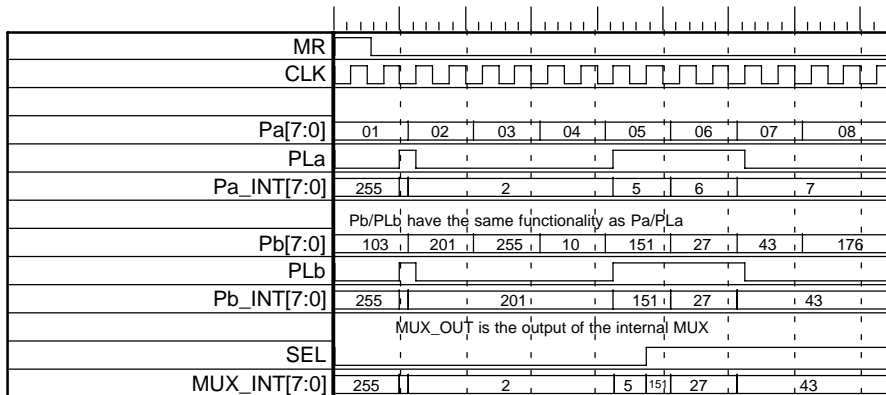 MR
CLK
Pa[7:0] 01 02 03 04 05 06 07 08
PLa
Pa_INT[7:0] 255 2 5 6 7
Pb/PLb have the same functionality as Pa/PLa
Pb[7:0] 103 201 255 10 151 27 43 176
PLb
Pb_INT[7:0] 255 201 151 27 43
MUX_OUT is the output of the internal MUX
SEL
MUX_INT[7:0] 255 2 5 151 27 43